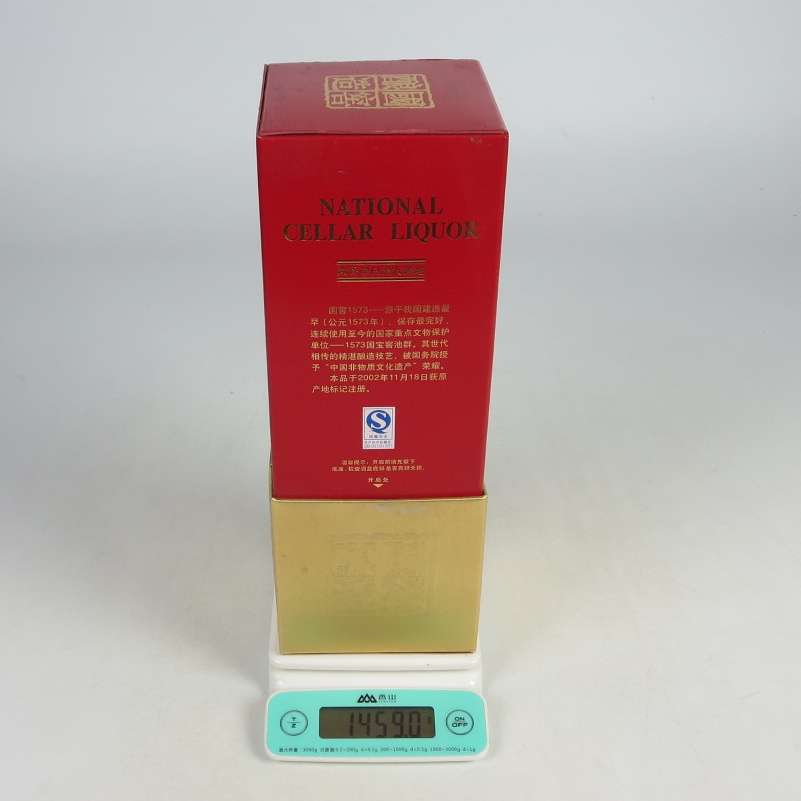 NATIONAL
CELLAR LIQUOR
国窖1573——源于我国建造最
早(公元1573年)、保存最完好、
连续使用至今的国家重点文物保护
单位——1573国宝窖池群。其世代
相传的精湛酿造技艺，被国务院授
予“中国非物质文化遗产”荣耀。
本品于2002年11月18日获原
产地标记注册。
开启处
香山
1459.0
ON
OFF